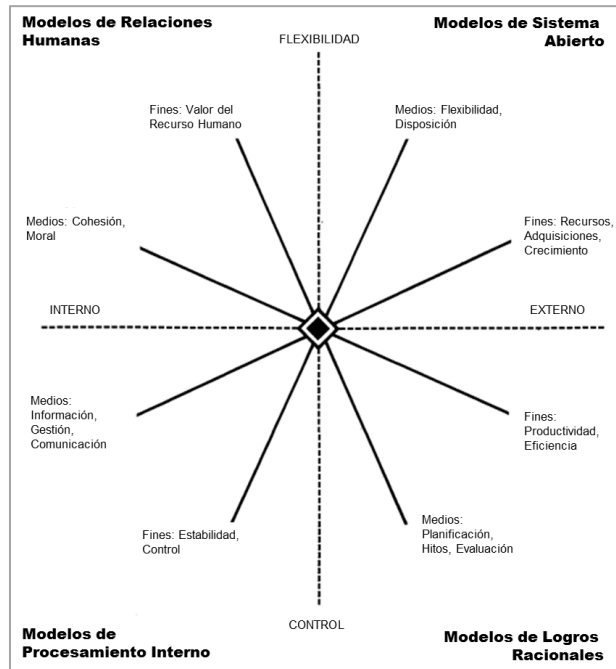 Modelos de Relaciones
Humanas
FLEXIBILIDAD
Modelos de Sistema
Abierto
Fines: Valor del
Recurso Humano
Medios: Flexibilidad,
Disposición
Medios: Cohesión,
Moral
Fines: Recursos,
Adquisiciones,
Crecimiento
INTERNO
EXTERNO
Medios:
Información,
Gestión,
Comunicación
Fines:
Productividad,
Eficiencia
Fines: Estabilidad,
Control
Medios:
Planificación,
Hitos, Evaluación
CONTROL
Modelos de
Procesamiento Interno
Modelos de Logros
Racionales